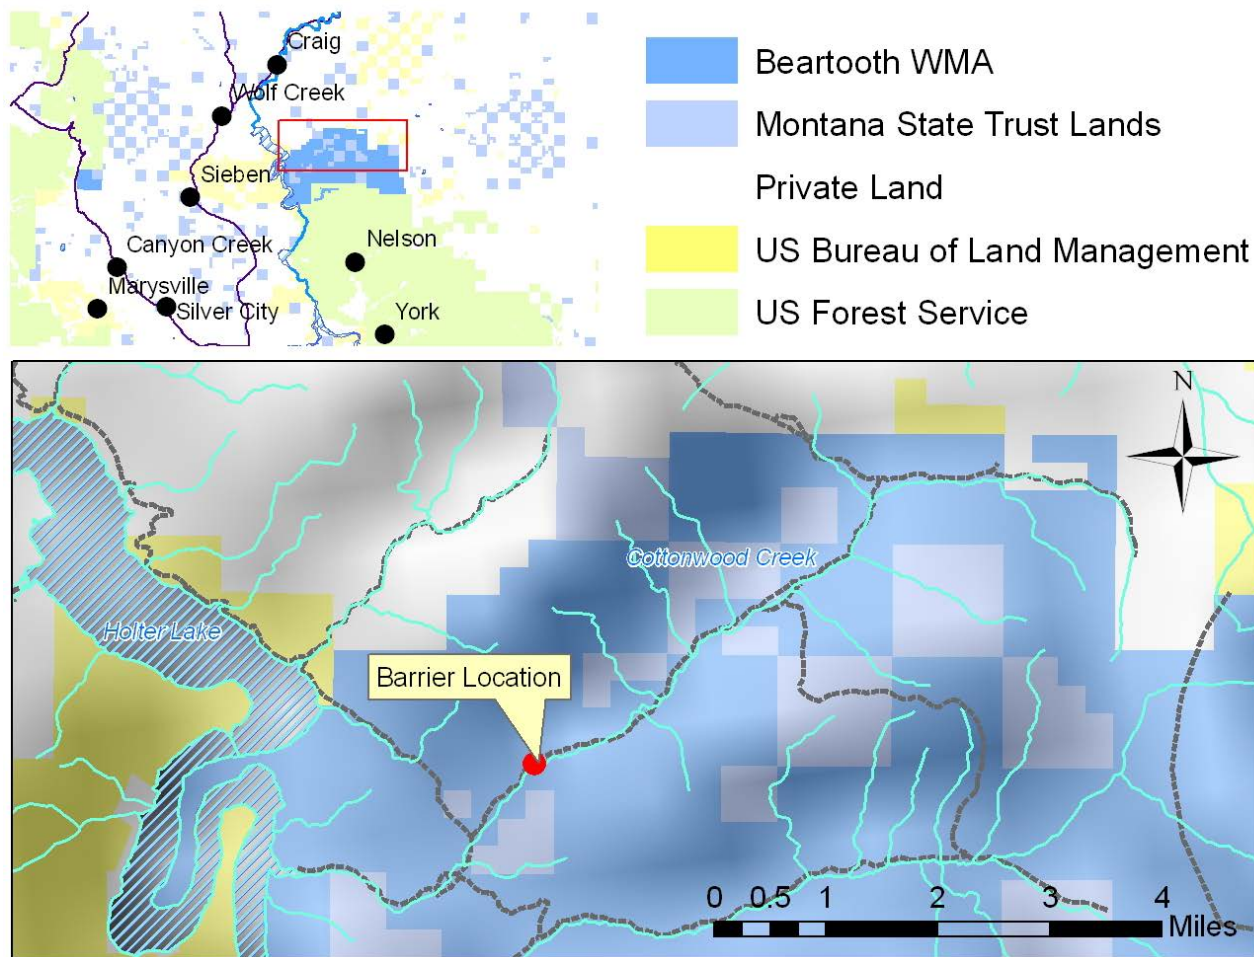 Craig
Wolf Creek
Sieben
Canyon Creek
Nelson
Marysville
Silver City
York
Beartooth WMA
Montana State Trust Lands
Private Land
US Bureau of Land Management
US Forest Service
N
Cottonwood Creek
Holter Lake
Barrier Location
0 0.5 1 2 3 4
Miles